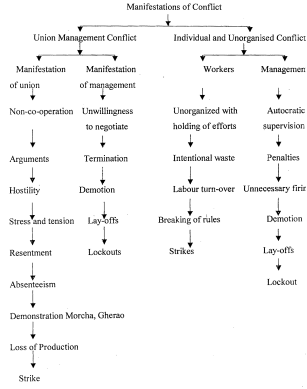 Manifestations of Conflict
Union Management Conflict
Individual and Unorganised Conflic
Manifestation
of union
Manifestation
of management
Workers
Managemen
Non-co-operation
Unwillingness
to negotiate
Unorganized with
holding of efforts
Autocratic
supervision
Arguments
Termination
Intentional waste
Penalties
Hostility
Demotion
Labour turn-over
Unnecessary firir
Stress and tension
Lay-offs
Breaking of rules
Demotion
Resentment
Lockouts
Strikes
Lay-offs
Absenteeism
Lockout
Demonstration Morcha, Gherao
Loss of Production
Strike